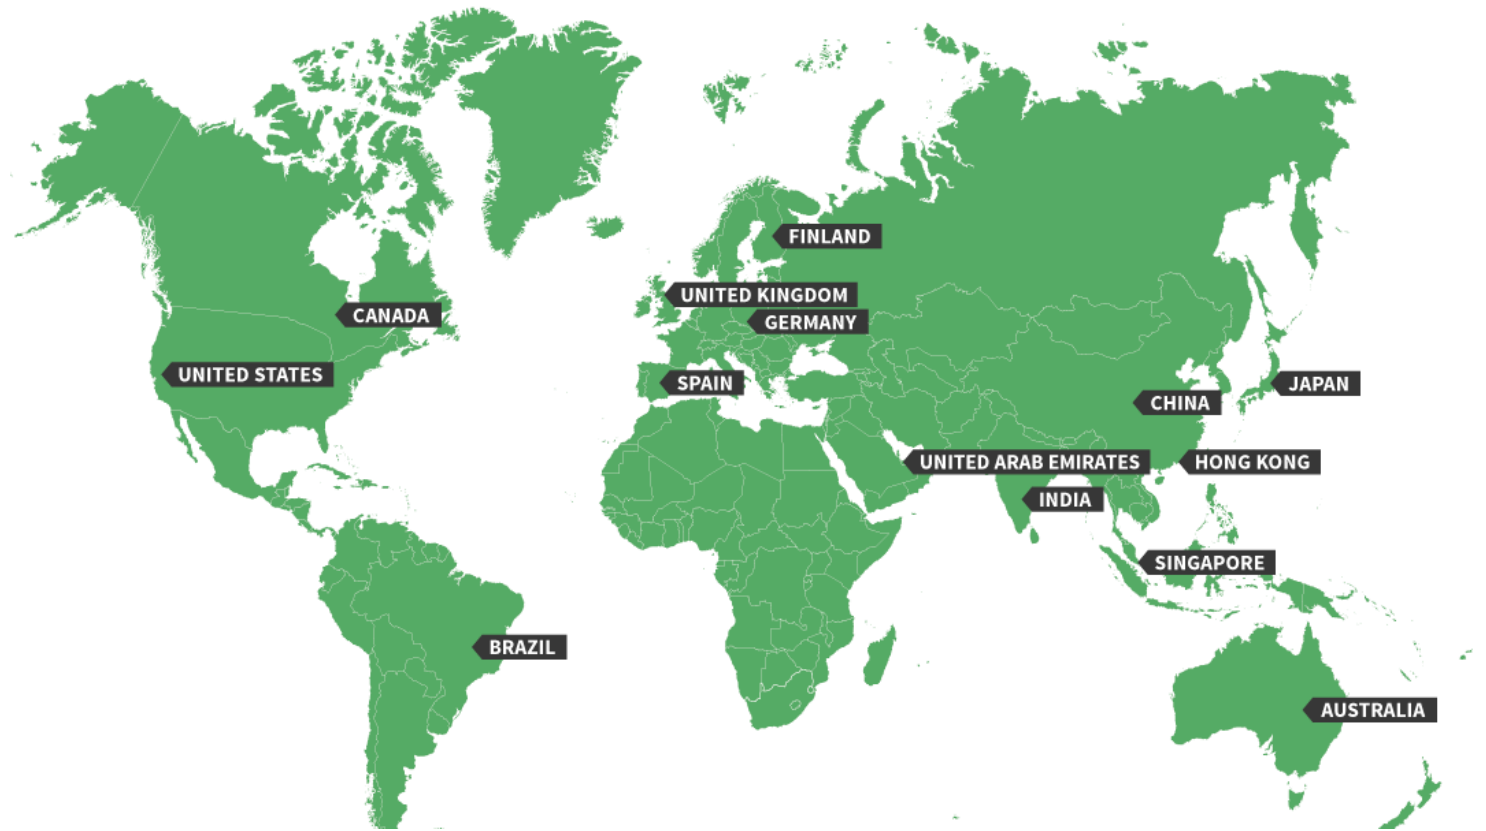 FINLAND
UNITED KINGDOM
CANADA
GERMANY
UNITED STATES
SPAIN
JAPAN
CHINA
UNITED ARAB EMIRATES
HONG KONG
INDIA
SINGAPORE
BRAZIL
AUSTRALIA